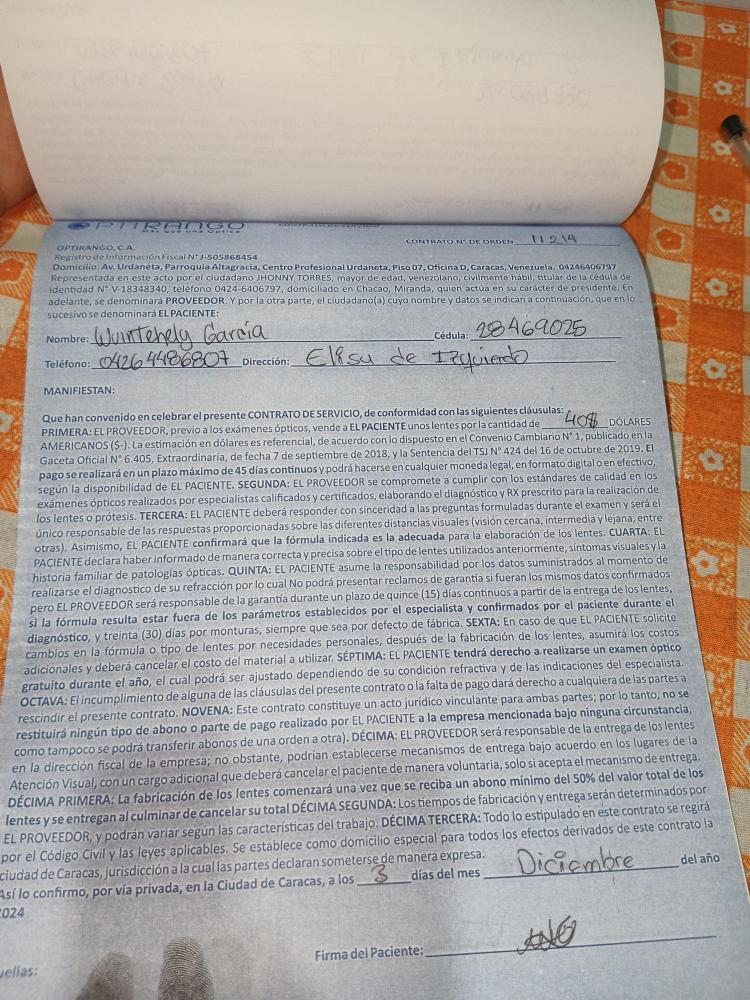 OPTIRANGO
Más que una Óptica
CONTRATO DE SERVICIO
CONTRATO N° DE ORDEN 11214
OPTIRANGO, C.A.
Registro de Información Fiscal N° J-505868454
Domicilio: Av. Urdaneta, Parroquia Altagracia, Centro Profesional Urdaneta, Piso 07, Oficina D, Caracas, Venezuela. 04246406797
Representada en este acto por el ciudadano JHONNY TORRES, mayor de edad, venezolano, civilmente hábil, titular de la cédula de
identidad N° V-18348340, teléfono 0424-6406797, domiciliado en Chacao, Miranda, quien actúa en su carácter de presidente. En
adelante, se denominará PROVEEDOR. Y por la otra parte, el ciudadano(a) cuyo nombre y datos se indican a continuación, que en lo
sucesivo se denominará EL PACIENTE:
Nombre: Wuintehely García Cédula: 28469025
Teléfono: 04264486807 Dirección: Elisa de Izquierdo
MANIFIESTAN:
Que han convenido en celebrar el presente CONTRATO DE SERVICIO, de conformidad con las siguientes cláusulas:
PRIMERA: EL PROVEEDOR, previo a los exámenes ópticos, vende a EL PACIENTE unos lentes por la cantidad de 40$ DÓLARES
AMERICANOS ($-). La estimación en dólares es referencial, de acuerdo con lo dispuesto en el Convenio Cambiario N° 1, publicado en la
Gaceta Oficial N° 6.405, Extraordinaria, de fecha 7 de septiembre de 2018, y la Sentencia del TSJ N° 424 del 16 de octubre de 2019. El
pago se realizará en un plazo máximo de 45 días continuos y podrá hacerse en cualquier moneda legal, en formato digital o en efectivo,
según la disponibilidad de EL PACIENTE. SEGUNDA: EL PROVEEDOR se compromete a cumplir con los estándares de calidad en los
exámenes ópticos realizados por especialistas calificados y certificados, elaborando el diagnóstico y RX prescrito para la realización de
los lentes o prótesis. TERCERA: EL PACIENTE deberá responder con sinceridad a las preguntas formuladas durante el examen y será el
único responsable de las respuestas proporcionadas sobre las diferentes distancias visuales (visión cercana, intermedia y lejana, entre
otras). Asimismo, EL PACIENTE confirmará que la fórmula indicada es la adecuada para la elaboración de los lentes. CUARTA: EL
PACIENTE declara haber informado de manera correcta y precisa sobre el tipo de lentes utilizados anteriormente, síntomas visuales y la
historia familiar de patologías ópticas. QUINTA: EL PACIENTE asume la responsabilidad por los datos suministrados al momento de
realizarse el diagnostico de su refracción por lo cual No podrá presentar reclamos de garantía si fueran los mismos datos confirmados
pero EL PROVEEDOR será responsable de la garantía durante un plazo de quince (15) días continuos a partir de la entrega de los lentes,
si la fórmula resulta estar fuera de los parámetros establecidos por el especialista y confirmados por el paciente durante el
diagnóstico, y treinta (30) días por monturas, siempre que sea por defecto de fábrica. SEXTA: En caso de que EL PACIENTE solicite
cambios en la fórmula o tipo de lentes por necesidades personales, después de la fabricación de los lentes, asumirá los costos
adicionales y deberá cancelar el costo del material a utilizar. SÉPTIMA: EL PACIENTE tendrá derecho a realizarse un examen óptico
gratuito durante el año, el cual podrá ser ajustado dependiendo de su condición refractiva y de las indicaciones del especialista.
OCTAVA: El incumplimiento de alguna de las cláusulas del presente contrato o la falta de pago dará derecho a cualquiera de las partes a
rescindir el presente contrato. NOVENA: Este contrato constituye un acto jurídico vinculante para ambas partes; por lo tanto, no se
restituirá ningún tipo de abono o parte de pago realizado por EL PACIENTE a la empresa mencionada bajo ninguna circunstancia,
como tampoco se podrá transferir abonos de una orden a otra). DÉCIMA: EL PROVEEDOR será responsable de la entrega de los lentes
en la dirección fiscal de la empresa; no obstante, podrían establecerse mecanismos de entrega bajo acuerdo en los lugares de la
Atención Visual, con un cargo adicional que deberá cancelar el paciente de manera voluntaria, solo si acepta el mecanismo de entrega.
DÉCIMA PRIMERA: La fabricación de los lentes comenzará una vez que se reciba un abono mínimo del 50% del valor total de los
lentes y se entregan al culminar de cancelar su total DÉCIMA SEGUNDA: Los tiempos de fabricación y entrega serán determinados por
EL PROVEEDOR, y podrán variar según las características del trabajo. DÉCIMA TERCERA: Todo lo estipulado en este contrato se regirá
por el Código Civil y las leyes aplicables. Se establece como domicilio especial para todos los efectos derivados de este contrato la
ciudad de Caracas, jurisdicción a la cual las partes declaran someterse de manera expresa.
Así lo confirmo, por vía privada, en la Ciudad de Caracas, a los 3 días del mes Diciembre del año
2024
Firma del Paciente:
uellas: